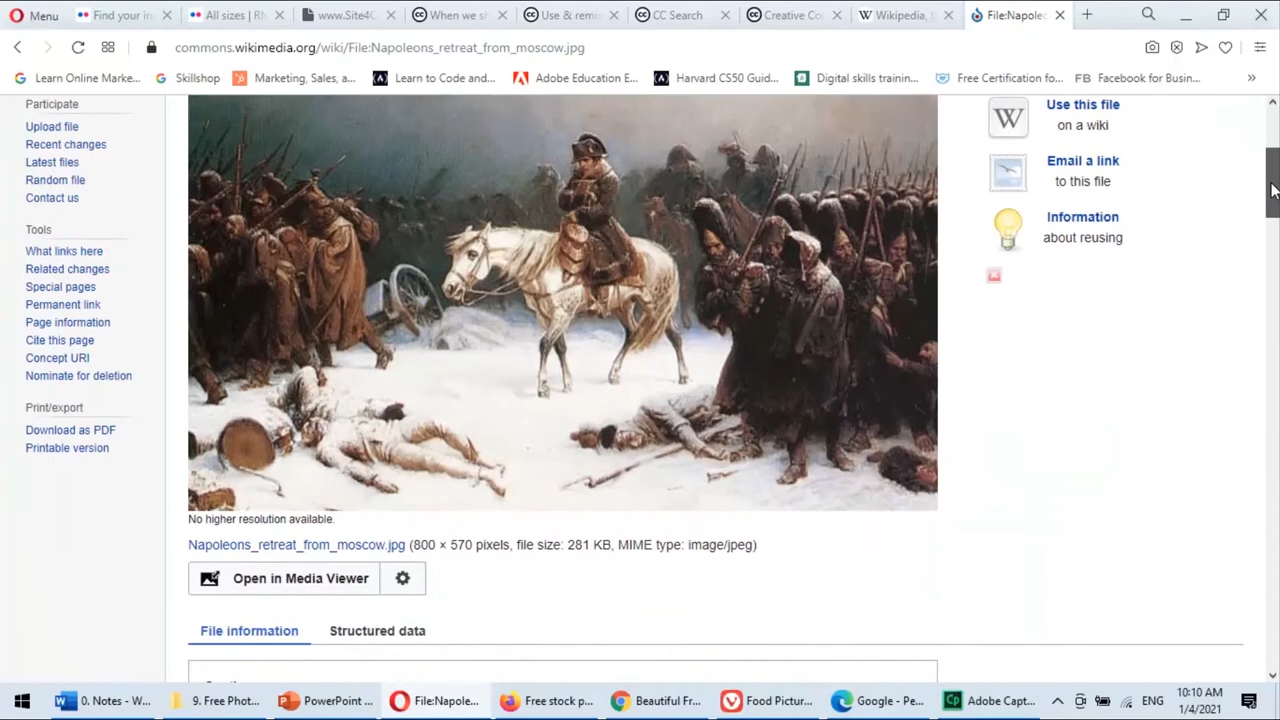 Menu
Find your in
All sizes | Rl
www.Site4C
When we sl
Use & remo
CC Search
Creative Co
Wikipedia, t
File:Napolec
commons.wikimedia.org/wiki/File:Napoleons_retreat_from_moscow.jpg
Learn Online Marke...
Skillshop
Marketing, Sales, a...
Learn to Code and...
Adobe Education E...
Harvard CS50 Guid...
Digital skills trainin...
Free Certification fo...
FB Facebook for Busin...
»
Participate
Upload file
Recent changes
Latest files
Random file
Contact us
Tools
What links here
Related changes
Special pages
Permanent link
Page information
Cite this page
Concept URI
Nominate for deletion
Print/export
Download as PDF
Printable version
Use this file
on a wiki
Email a link
to this file
Information
about reusing
No higher resolution available.
Napoleons_retreat_from_moscow.jpg (800 × 570 pixels, file size: 281 KB, MIME type: image/jpeg)
Open in Media Viewer
File information
Structured data
0. Notes - W...
9. Free Phot...
PowerPoint ...
File:Napole...
Free stock p...
Beautiful Fr...
Food Pictur...
Google - Pe...
Adobe Capt...
ENG
10:10 AM
1/4/2021